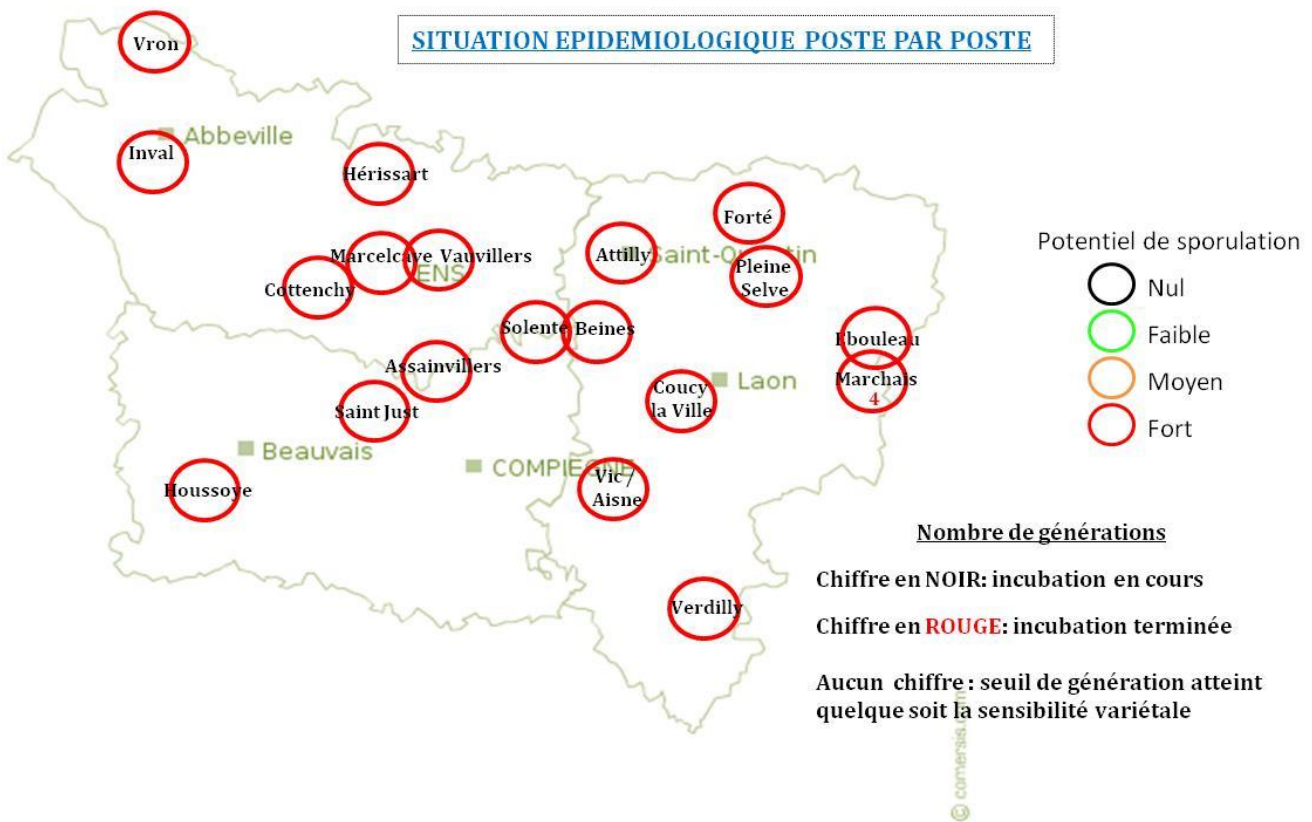 SITUATION EPIDEMIOLOGIQUE POSTE PAR POSTE
Vron
Abbeville
Inval
Hérissart
Forté
Marcelcave
Vauvillers
ENS
Attilly
Saint-Quentin
Pleine
Selve
Cottenchy
Solente
Beines
Ebouleau
Assainvillers
Marchais
4
Laon
Coucy
la Ville
Saint Just
Beauvais
COMPIEGNE
Vic /
Aisne
Houssoye
Verdilly
Potentiel de sporulation
Nul
Faible
Moyen
Fort
Nombre de générations
Chiffre en NOIR: incubation en cours
Chiffre en ROUGE: incubation terminée
Aucun chiffre : seuil de génération atteint
quelque soit la sensibilité variétale
© comersis.com